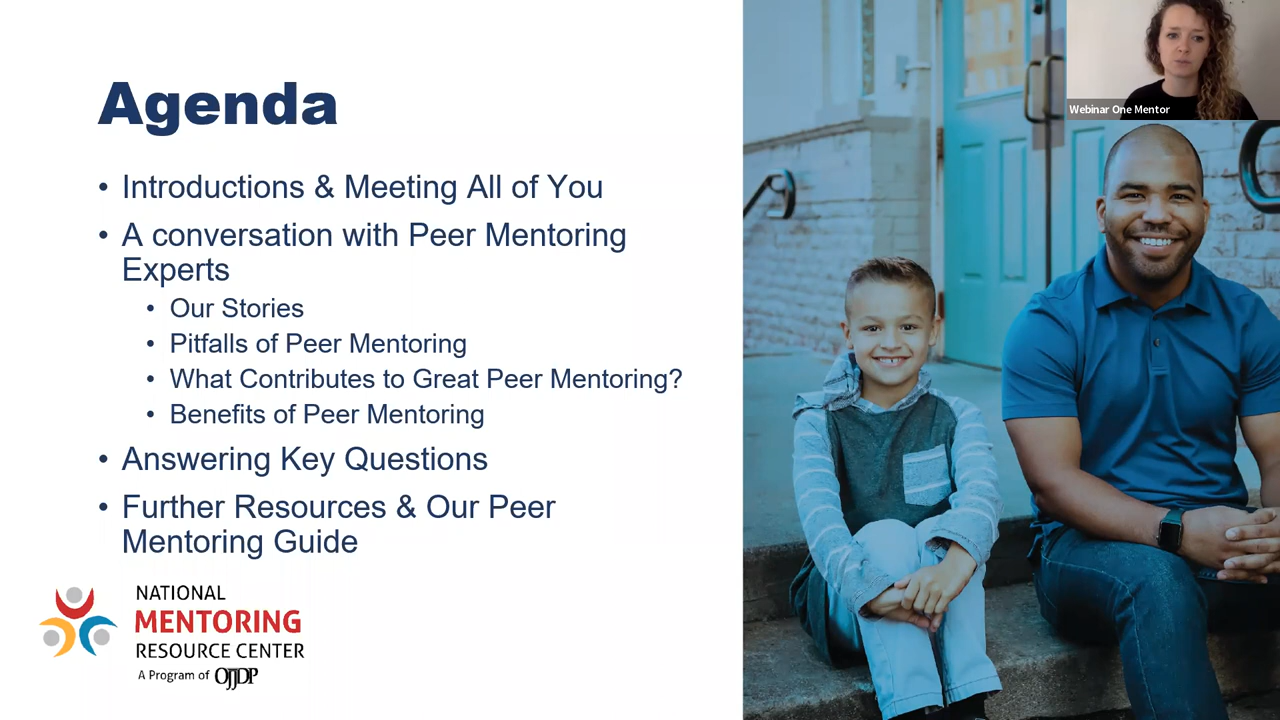 Agenda
• Introductions & Meeting All of You
• A conversation with Peer Mentoring
Experts
• Our Stories
• Pitfalls of Peer Mentoring
• What Contributes to Great Peer Mentoring?
• Benefits of Peer Mentoring
• Answering Key Questions
• Further Resources & Our Peer
Mentoring Guide
NATIONAL
MENTORING
RESOURCE CENTER
A Program of OJJDP
Webinar One Mentor